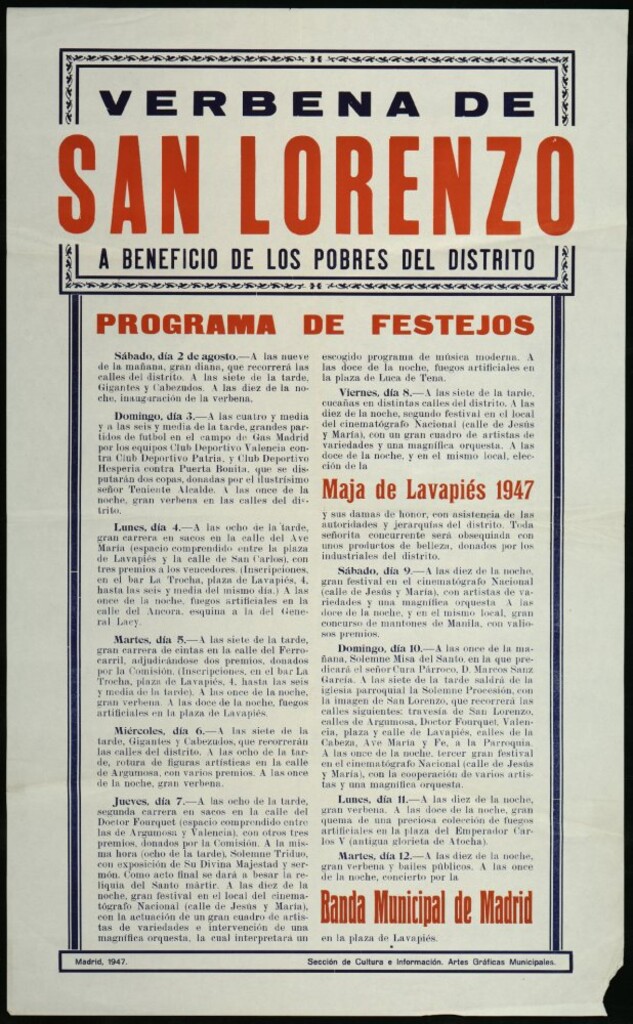 VERBENA DE
SAN LORENZO
A BENEFICIO DE LOS POBRES DEL DISTRITO
PROGRAMA DE FESTEJOS
Sábado, día 2 de agosto.—A las nueve
de la mañana, gran diana, que recorrerá las
calles del distrito. A las siete de la tarde,
Gigantes y Cabezudos. A las diez de la no-
che, inauguración de la verbena.
Domingo, día 3.—A las cuatro y media
y a las seis y media de la tarde, grandes par-
tidos de futbol en el campo de Gas Madrid
por los equipos Club Deportivo Valencia con-
tra Club Deportivo Patria, y Club Deportivo
Hesperia contra Puerta Bonita, que se dis-
putarán dos copas, donadas por el ilustrísimo
señor Teniente Alcalde. A las once de la
noche, gran verbena en las calles del dis-
trito.
Lunes, día 4.—A las ocho de la tarde,
gran carrera en sacos en la calle del Ave
María (espacio comprendido entre la plaza
de Lavapiés y la calle de San Carlos), con
tres premios a los vencedores. (Inscripciones,
en el bar La Trocha, plaza de Lavapiés, 4,
hasta las seis y media del mismo día.) A las
once de la noche, fuegos artificiales en la
calle del Ancora, esquina a la del Gene-
ral Lacy.
Martes, día 5.—A las siete de la tarde,
gran carrera de cintas en la calle del Ferro-
carril, adjudicándose dos premios, donados
por la Comisión. (Inscripciones, en el bar La
Trocha, plaza de Lavapiés, 4, hasta las seis
y media de la tarde). A las once de la noche,
gran verbena. A las doce de la noche, fuegos
artificiales en la plaza de Lavapiés.
Miércoles, día 6.—A las siete de la
tarde, Gigantes y Cabezudos, que recorrerán
las calles del distrito. A las ocho de la tar-
de, rotura de figuras artísticas en la calle
de Argumosa, con varios premios. A las once
de la noche, gran verbena.
Jueves, día 7.—A las ocho de la tarde,
segunda carrera en sacos en la calle del
Doctor Fourquet (espacio comprendido entre
las de Argumosa y Valencia), con otros tres
premios, donados por la Comisión. A la mis-
ma hora (ocho de la tarde), Solemne Triduo,
con exposición de Su Divina Majestad y ser-
món. Como acto final se dará a besar la re-
liquia del Santo mártir. A las diez de la
noche, gran festival en el local del cinema-
tógrafo Nacional (calle de Jesús y María),
con la actuación de un gran cuadro de artis-
tas de variedades e intervención de una
magnífica orquesta, la cual interpretará un
escogido programa de música moderna. A
las doce de la noche, fuegos artificiales en
la plaza de Luca de Tena.
Viernes, día 8.—A las siete de la tarde,
cucañas en distintas calles del distrito. A las
diez de la noche, segundo festival en el local
del cinematógrafo Nacional (calle de Jesús
y María), con un gran cuadro de artistas de
variedades y una magnífica orquesta. A las
doce de la noche, y en el mismo local, elec-
ción de la
Maja de Lavapiés 1947
y sus damas de honor, con asistencia de las
autoridades y jerarquías del distrito. Toda
señorita concurrente será obsequiada con
unos productos de belleza, donados por los
industriales del distrito.
Sábado, día 9.—A las diez de la noche,
gran festival en el cinematógrafo Nacional
(calle de Jesús y María), con artistas de va-
riedades y una magnífica orquesta A las
doce de la noche, y en el mismo local, gran
concurso de mantones de Manila, con valio-
sos premios.
Domingo, día 10.—A las once de la ma-
ñana, Solemne Misa del Santo, en la que pre-
dicará el señor Cura Párroco, D. Marcos Sanz
García. A las siete de la tarde saldrá de la
iglesia parroquial la Solemne Procesión, con
la imagen de San Lorenzo, que recorrerá las
calles siguientes: travesía de San Lorenzo,
calles de Argumosa, Doctor Fourquet, Valen-
cia, plaza y calle de Lavapiés, calles de la
Cabeza, Ave María y Fe, a la Parroquia.
A las once de la noche, tercer gran festival
en el cinematógrafo Nacional (calle de Jesús
y María), con la cooperación de varios artis-
tas y una magnífica orquesta.
Lunes, día 11.—A las diez de la noche,
gran verbena. A las doce de la noche, gran
quema de una preciosa colección de fuegos
artificiales en la plaza del Emperador Car-
los V (antigua glorieta de Atocha).
Martes, día 12.—A las diez de la noche,
gran verbena y bailes públicos. A las once
de la noche, concierto por la
Banda Municipal de Madrid
en la plaza de Lavapiés.
Madrid, 1947.
Sección de Cultura e Información. Artes Gráficas Municipales.